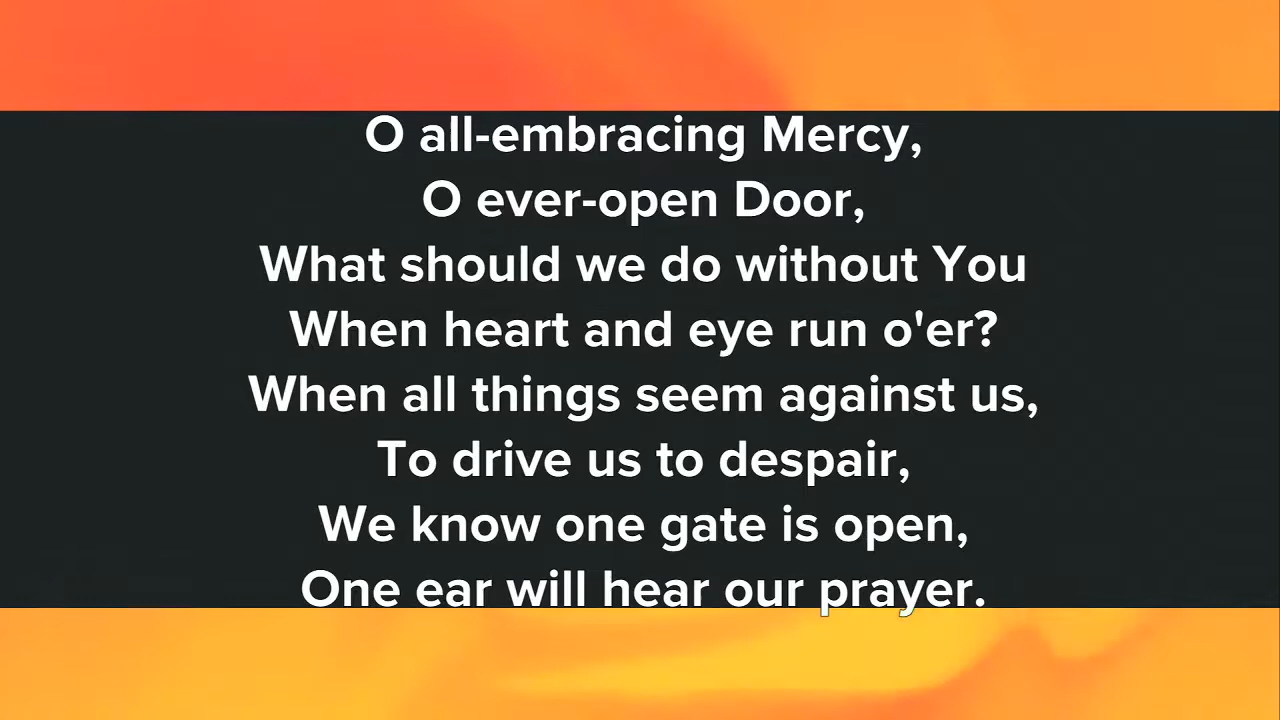 O all-embracing Mercy,
O ever-open Door,
What should we do without You
When heart and eye run o'er?
When all things seem against us,
To drive us to despair,
We know one gate is open,
One ear will hear our prayer.